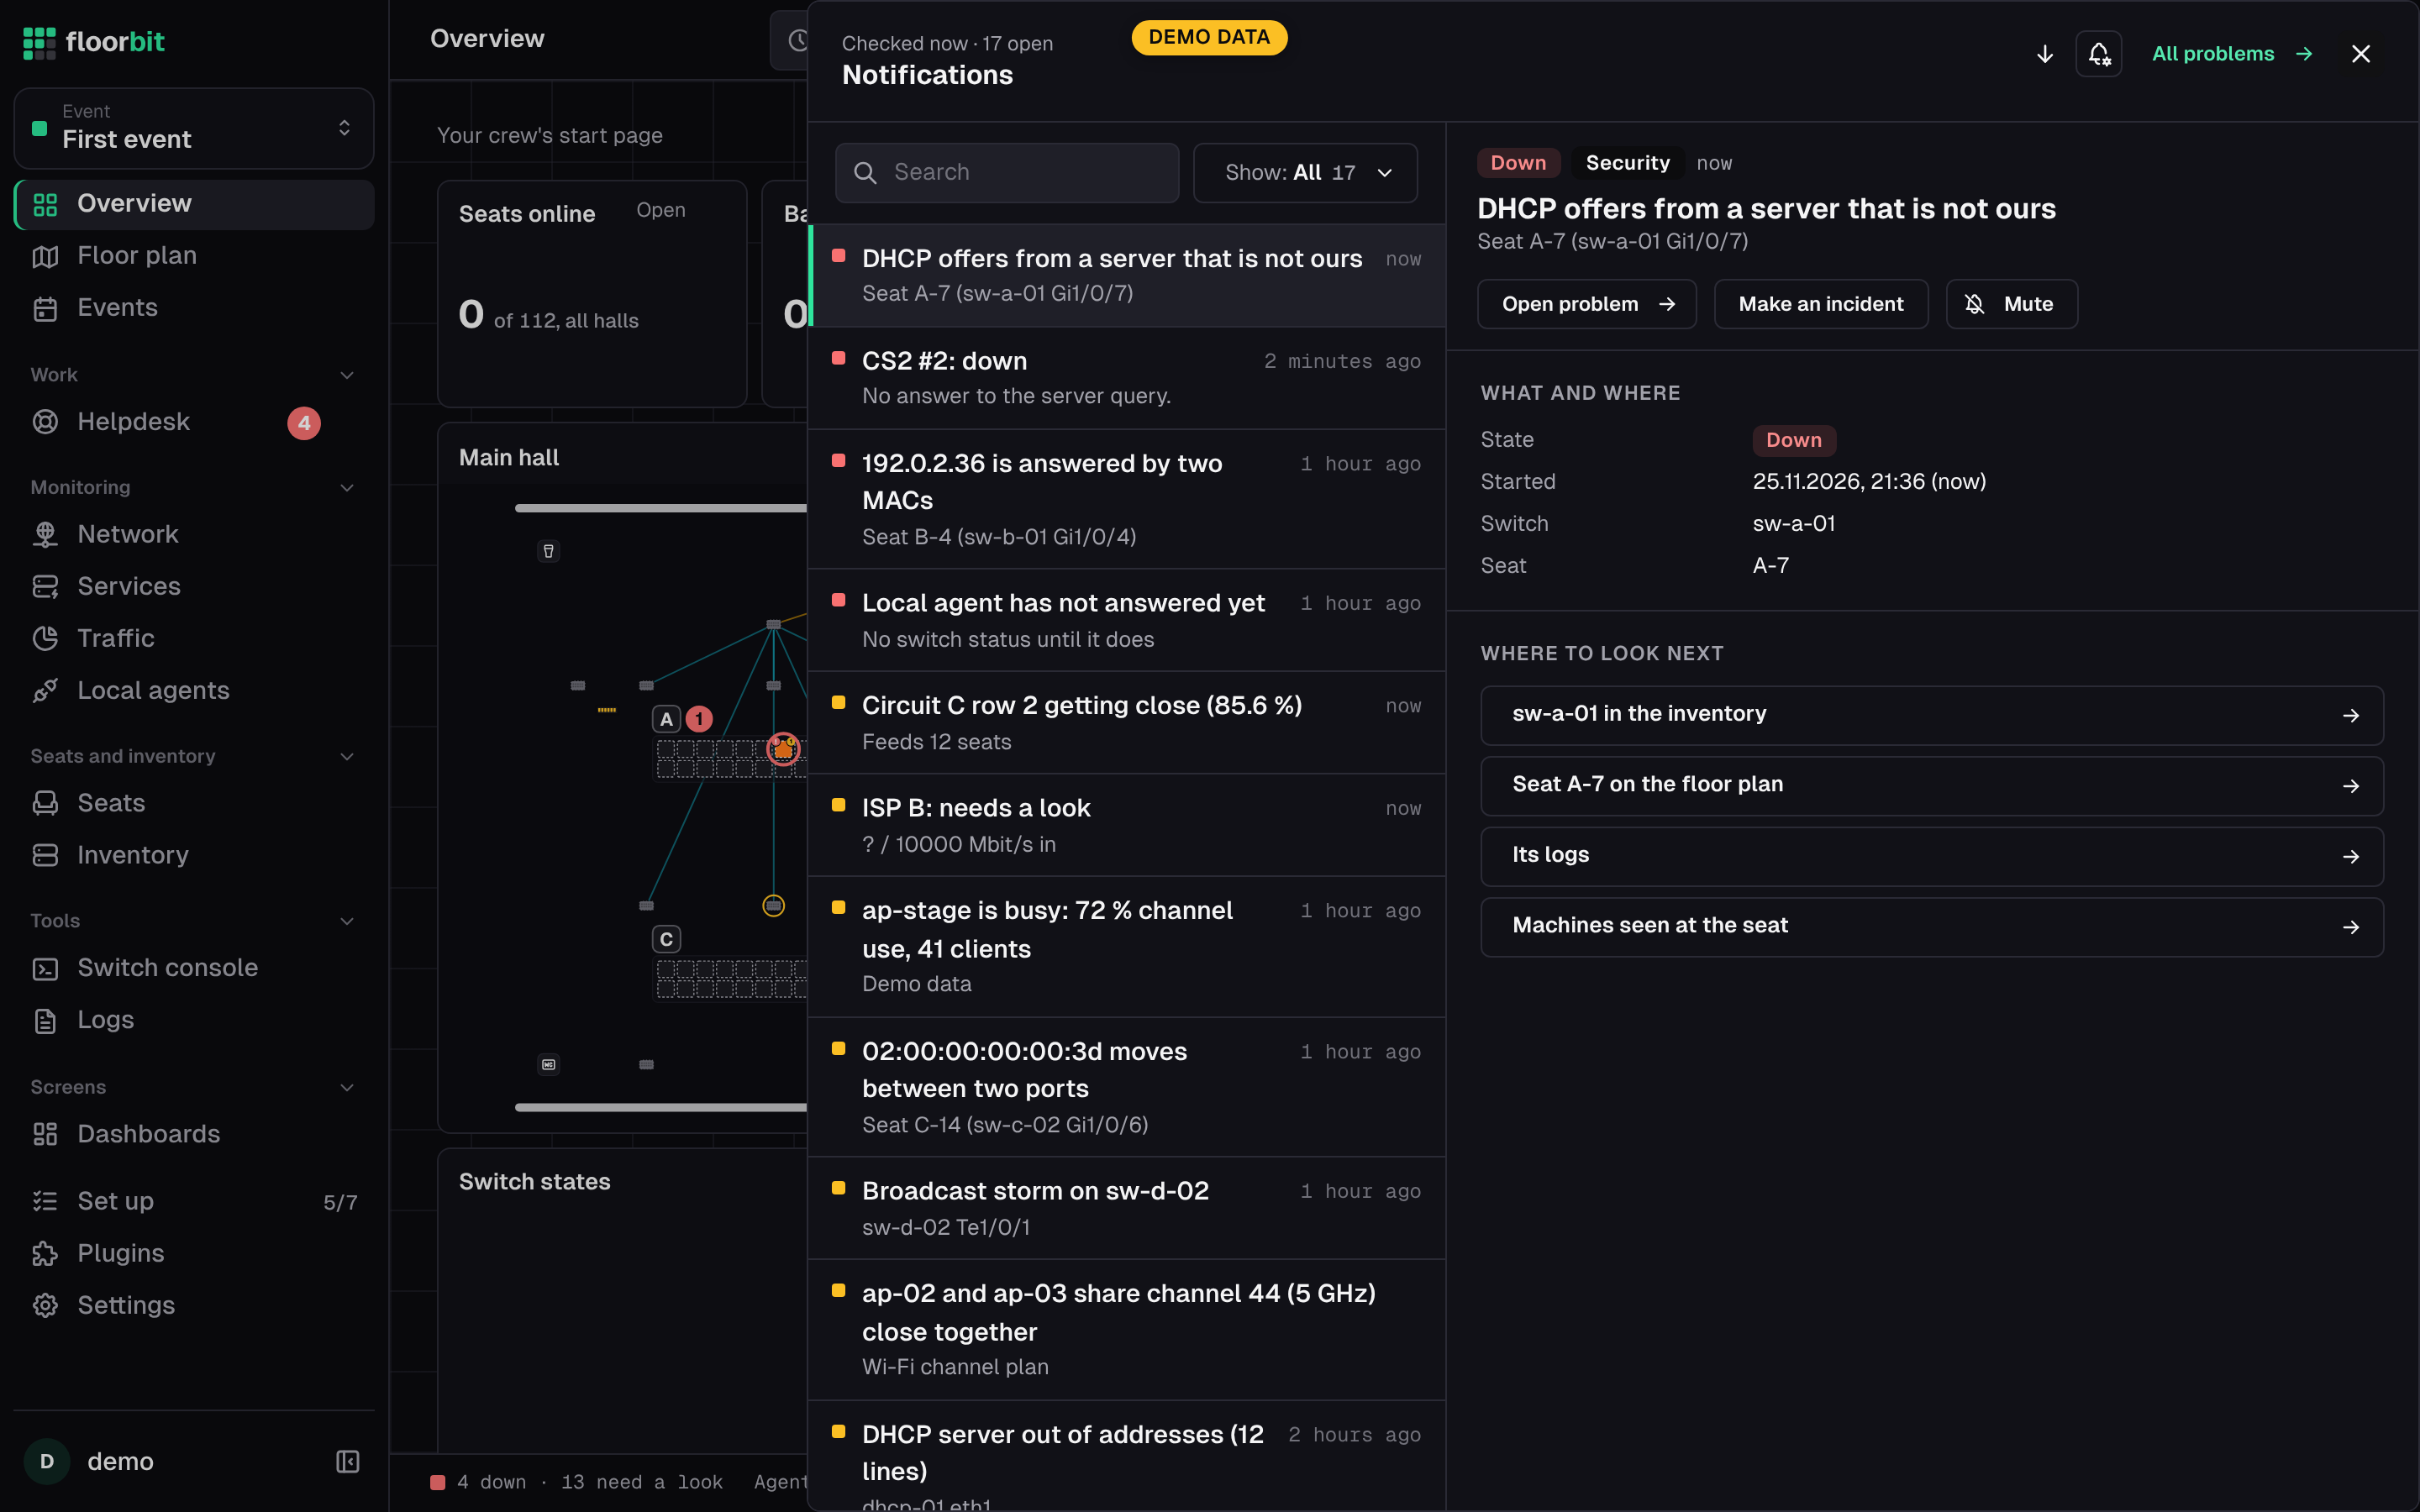 floorbit
Event
First event
Overview
Floor plan
Events
Work
Helpdesk
4
Monitoring
Network
Services
Traffic
Local agents
Seats and inventory
Seats
Inventory
Tools
Switch console
Logs
Screens
Dashboards
Set up
5/7
Plugins
Settings
D
demo
Overview
Your crew's start page
Seats online
Open
0 of 112, all halls
Ba
0
Main hall
A
1
C
WC
Switch states
4 down · 13 need a look
Agent
Checked now · 17 open
Notifications
DEMO DATA
All problems
Search
Show: All 17
DHCP offers from a server that is not ours
now
Seat A-7 (sw-a-01 Gi1/0/7)
CS2 #2: down
2 minutes ago
No answer to the server query.
192.0.2.36 is answered by two
MACs
1 hour ago
Seat B-4 (sw-b-01 Gi1/0/4)
Local agent has not answered yet
1 hour ago
No switch status until it does
Circuit C row 2 getting close (85.6 %)
now
Feeds 12 seats
ISP B: needs a look
now
? / 10000 Mbit/s in
ap-stage is busy: 72 % channel
use, 41 clients
1 hour ago
Demo data
02:00:00:00:00:3d moves
between two ports
1 hour ago
Seat C-14 (sw-c-02 Gi1/0/6)
Broadcast storm on sw-d-02
1 hour ago
sw-d-02 Te1/0/1
ap-02 and ap-03 share channel 44 (5 GHz)
close together
Wi-Fi channel plan
DHCP server out of addresses (12
lines)
2 hours ago
dhcp-01 eth1
Down
Security
now
DHCP offers from a server that is not ours
Seat A-7 (sw-a-01 Gi1/0/7)
Open problem
Make an incident
Mute
WHAT AND WHERE
State
Down
Started
25.11.2026, 21:36 (now)
Switch
sw-a-01
Seat
A-7
WHERE TO LOOK NEXT
sw-a-01 in the inventory
Seat A-7 on the floor plan
Its logs
Machines seen at the seat